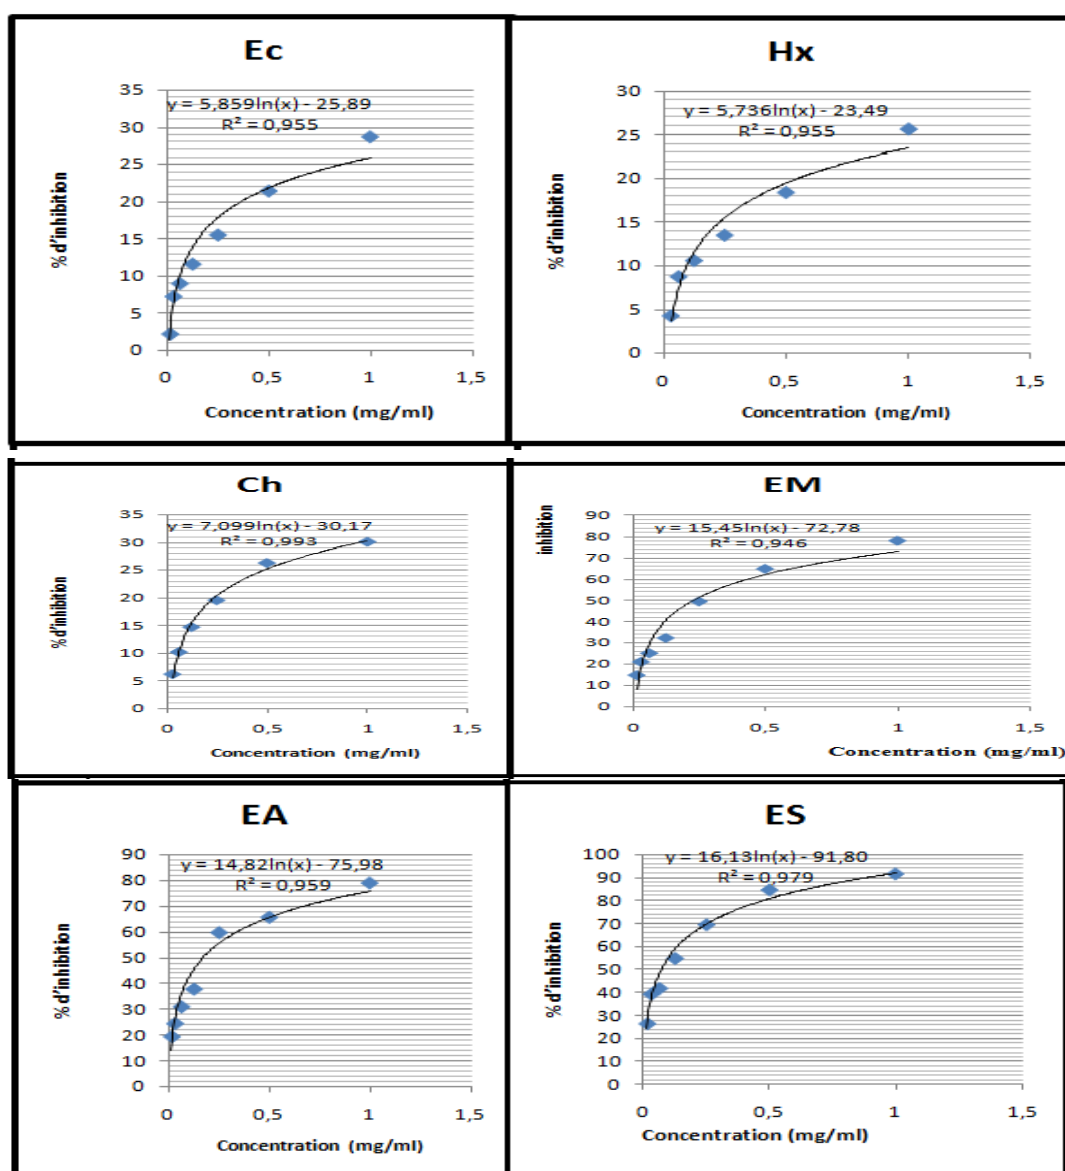 Ec
y = 5,859ln(x) - 25,89
R² = 0,955
35
30
25
20
15
10
5
0
% d'inhibition
0 0,5 1 1,5
Concentration (mg/ml)
Hx
y = 5,736ln(x) - 23,49
R² = 0,955
30
25
20
15
10
5
0
% d'inhibition
0 0,5 1 1,5
Concentration (mg/ml)
Ch
y = 7,099ln(x) - 30,17
R² = 0,993
35
30
25
20
15
10
5
0
% d'inhibition
0 0,5 1 1,5
Concentration (mg/ml)
EM
y = 15,45ln(x) - 72,78
R² = 0,946
90
80
70
60
50
40
30
20
10
0
inhibition
0 0,5 1 1,5
Concentration (mg/ml)
EA
y = 14,82ln(x) - 75,98
R² = 0,959
90
80
70
60
50
40
30
20
10
0
% d'inhibition
0 0,5 1 1,5
Concentration (mg/ml)
ES
y = 16,13ln(x) - 91,80
R² = 0,979
100
90
80
70
60
50
40
30
20
10
0
% d'inhibition
0 0,5 1 1,5
Concentration (mg/ml)